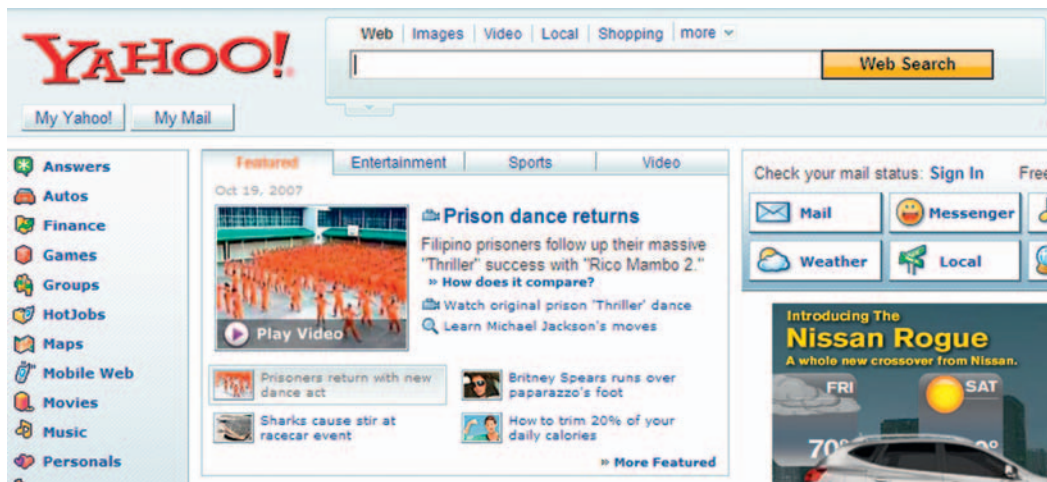 YAHOO!
Web | Images | Video | Local | Shopping | more
Web Search
My Yahoo!
My Mail
Answers
Autos
Finance
Games
Groups
HotJobs
Maps
Mobile Web
Movies
Music
Personals
Featured
Entertainment
Sports
Video
Oct 19, 2007
Play Video
Prison dance returns
Filipino prisoners follow up their massive
"Thriller" success with "Rico Mambo 2."
» How does it compare?
Watch original prison 'Thriller' dance
Learn Michael Jackson's moves
Prisoners return with new
dance act
Sharks cause stir at
racecar event
Britney Spears runs over
paparazzo's foot
How to trim 20% of your
daily calories
» More Featured
Check your mail status: Sign In
Free
Mail
Messenger
Weather
Local
Introducing The
Nissan Rogue
A whole new crossover from Nissan.
FRI
SAT
70°